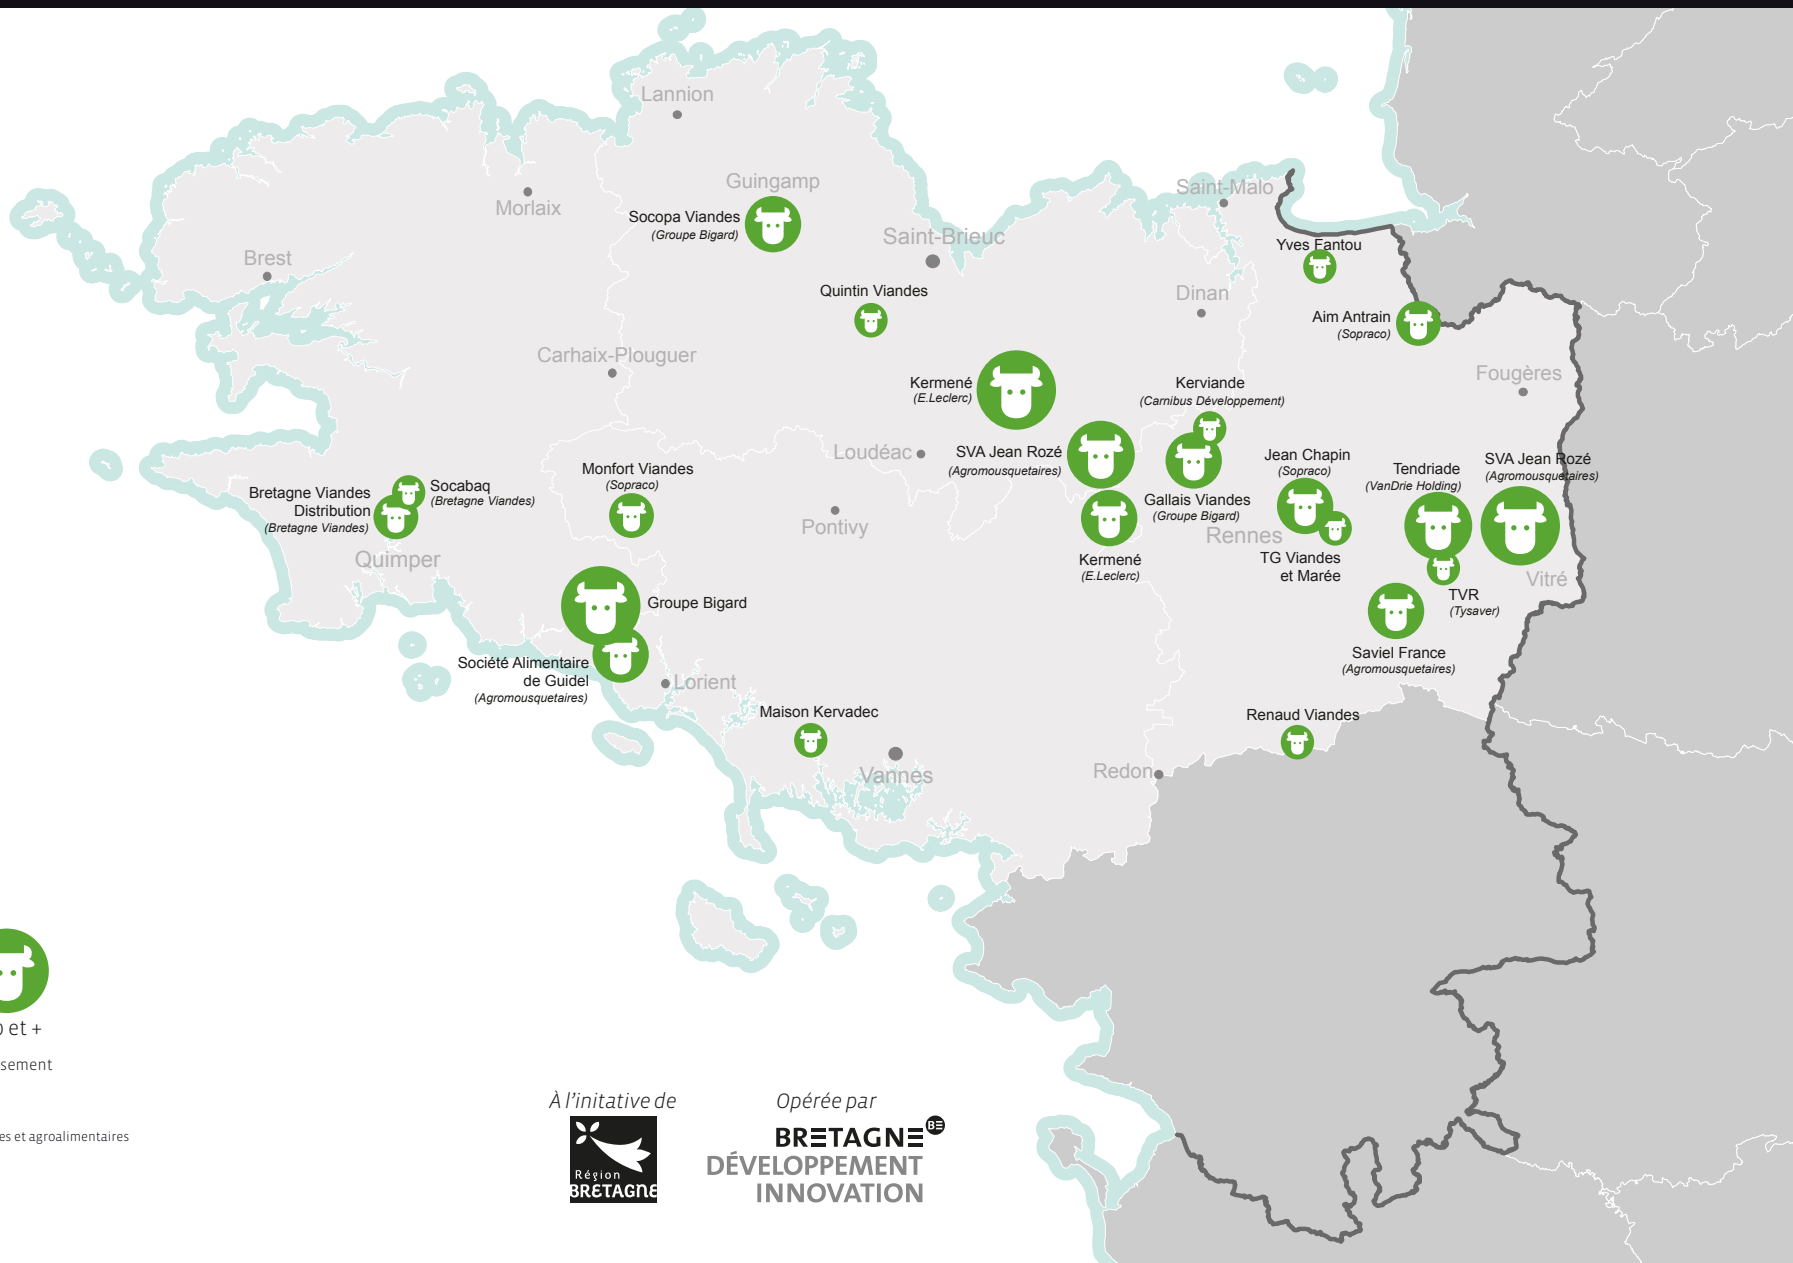 Lannion
Guingamp
Saint-Malo
Morlaix
Socopa Viandes
(Groupe Bigard)
Saint-Brieuc
Yves Fantou
Brest
Quintin Viandes
Dinan
Aim Antrain
(Sopraco)
Carhaix-Plouguer
Fougères
Kermené
(E.Leclerc)
Kerviande
(Carnibus Développement)
Loudéac
SVA Jean Rozé
(Agromousquetaires)
Jean Chapin
(Sopraco)
Tendriade
(VanDrie Holding)
SVA Jean Rozé
(Agromousquetaires)
Monfort Viandes
(Sopraco)
Socabaq
(Bretagne Viandes)
Bretagne Viandes
Distribution
(Bretagne Viandes)
Gallais Viandes
(Groupe Bigard)
Pontivy
Rennes
Quimper
Kermené
(E.Leclerc)
TG Viandes
et Marée
Vitré
TVR
(Tysaver)
Groupe Bigard
Saviel France
(Agromousquetaires)
Société Alimentaire
de Guidel
(Agromousquetaires)
Lorient
Maison Kervadec
Renaud Viandes
Vannes
Redon
et +
À l'initative de
Région
BRETAGNE
Opérée par
BRETAGNE
BE
DÉVELOPPEMENT
INNOVATION
et agroalimentaires